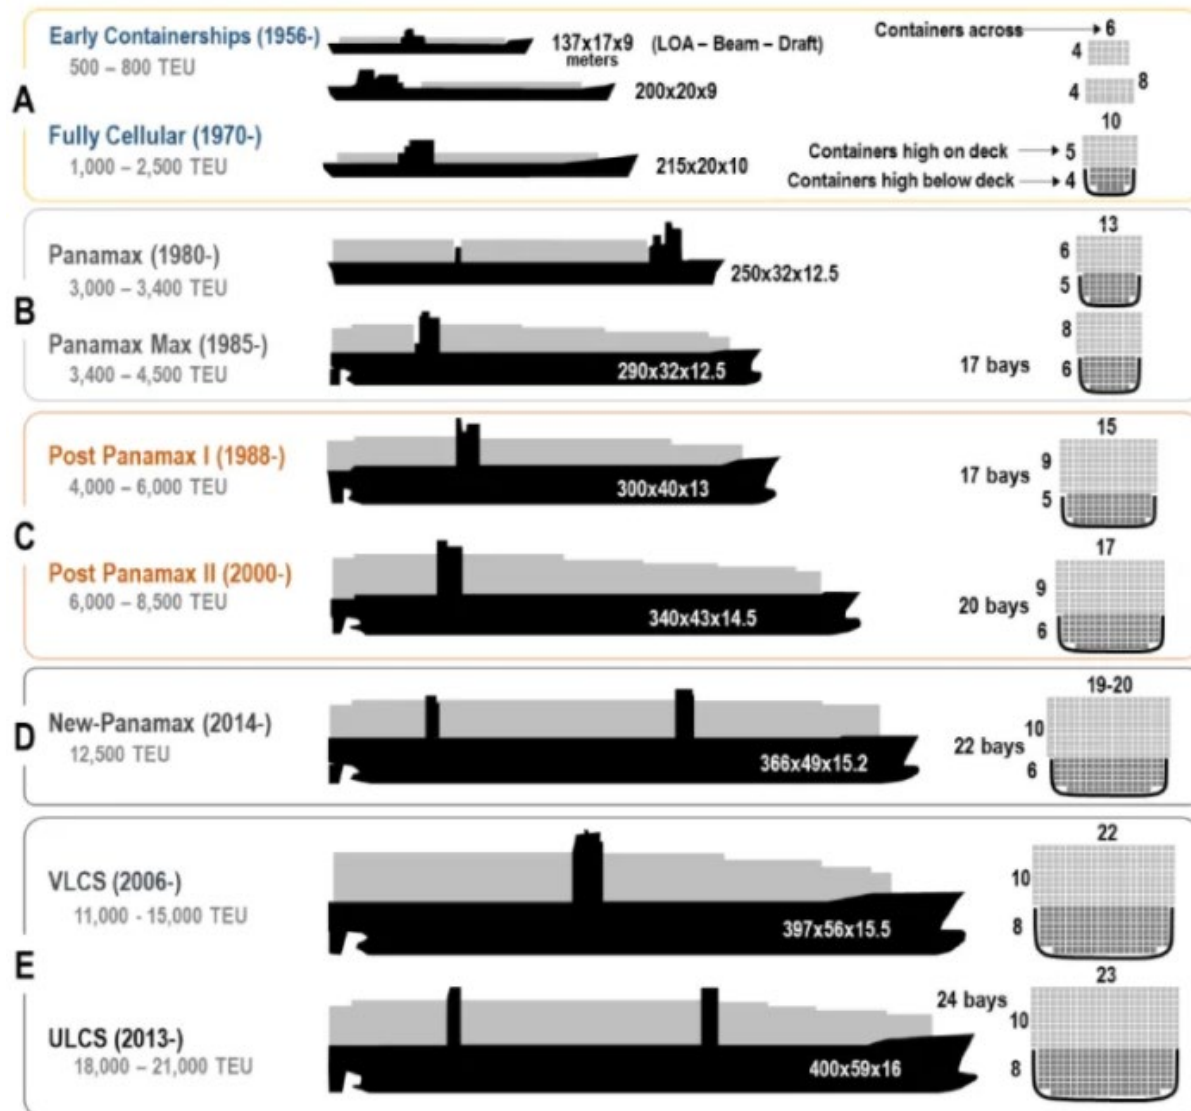 A
Early Containerships (1956-)
500 – 800 TEU
137x17x9 (LOA – Beam – Draft)
meters
Containers across
6
4
200x20x9
4
8
Fully Cellular (1970-)
1,000 – 2,500 TEU
215x20x10
10
Containers high on deck
5
Containers high below deck
4
B
Panamax (1980-)
3,000 – 3,400 TEU
250x32x12.5
13
6
5
Panamax Max (1985-)
3,400 – 4,500 TEU
290x32x12.5
17 bays
8
6
C
Post Panamax I (1988-)
4,000 – 6,000 TEU
300x40x13
17 bays
15
9
5
Post Panamax II (2000-)
6,000 – 8,500 TEU
340x43x14.5
20 bays
17
9
6
D
New-Panamax (2014-)
12,500 TEU
366x49x15.2
22 bays
19-20
10
6
E
VLCS (2006-)
11,000 - 15,000 TEU
397x56x15.5
22
10
8
ULCS (2013-)
18,000 – 21,000 TEU
400x59x16
24 bays
23
10
8